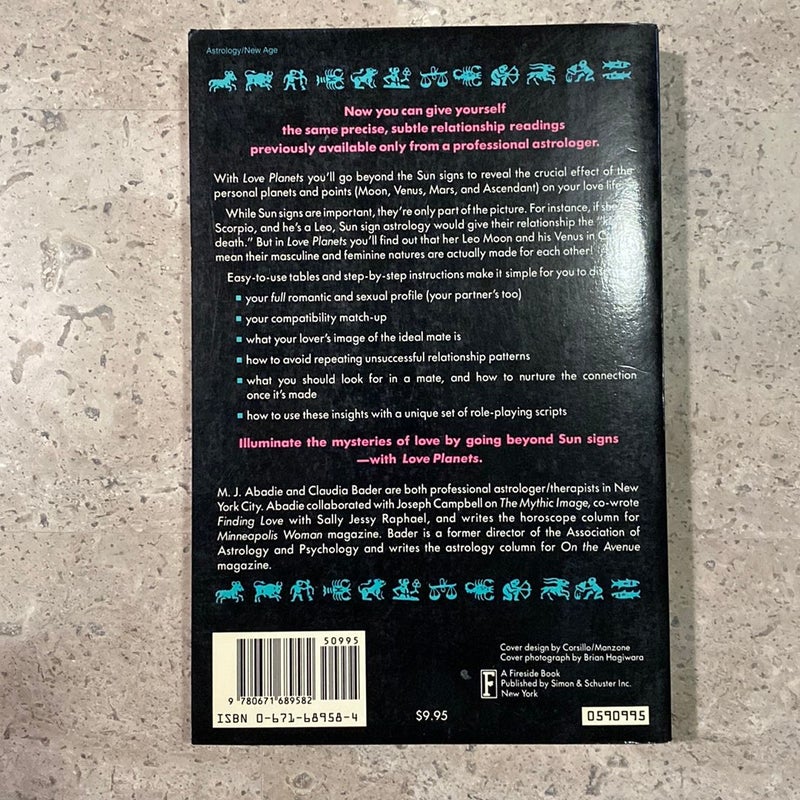 Astrology/New Age
Now you can give yourself
the same precise, subtle relationship readings
previously available only from a professional astrologer.
With Love Planets you'll go beyond the Sun signs to reveal the crucial effect of the
personal planets and points (Moon, Venus, Mars, and Ascendant) on your love life.
While Sun signs are important, they're only part of the picture. For instance, if she
Scorpio, and he's a Leo, Sun sign astrology would give their relationship the
death." But in Love Planets you'll find out that her Leo Moon and his Venus in
mean their masculine and feminine natures are actually made for each other!
Easy-to-use tables and step-by-step instructions make it simple for you to
your full romantic and sexual profile (your partner's too)
your compatibility match-up
what your lover's image of the ideal mate is
how to avoid repeating unsuccessful relationship patterns
what you should look for in a mate, and how to nurture the connection
once it's made
how to use these insights with a unique set of role-playing scripts
Illuminate the mysteries of love by going beyond Sun signs
—with Love Planets.
M. J. Abadie and Claudia Bader are both professional astrologer/therapists in New
York City. Abadie collaborated with Joseph Campbell on The Mythic Image, co-wrote
Finding Love with Sally Jessy Raphael, and writes the horoscope column for
Minneapolis Woman magazine. Bader is a former director of the Association of
Astrology and Psychology and writes the astrology column for On the Avenue
magazine.
50995
9 780671 689582
ISBN 0-671-68958-4
$9.95
Cover design by Corsillo/Manzone
Cover photograph by Brian Hagiwara
F
A Fireside Book
Published by Simon & Schuster Inc.
New York
0590995